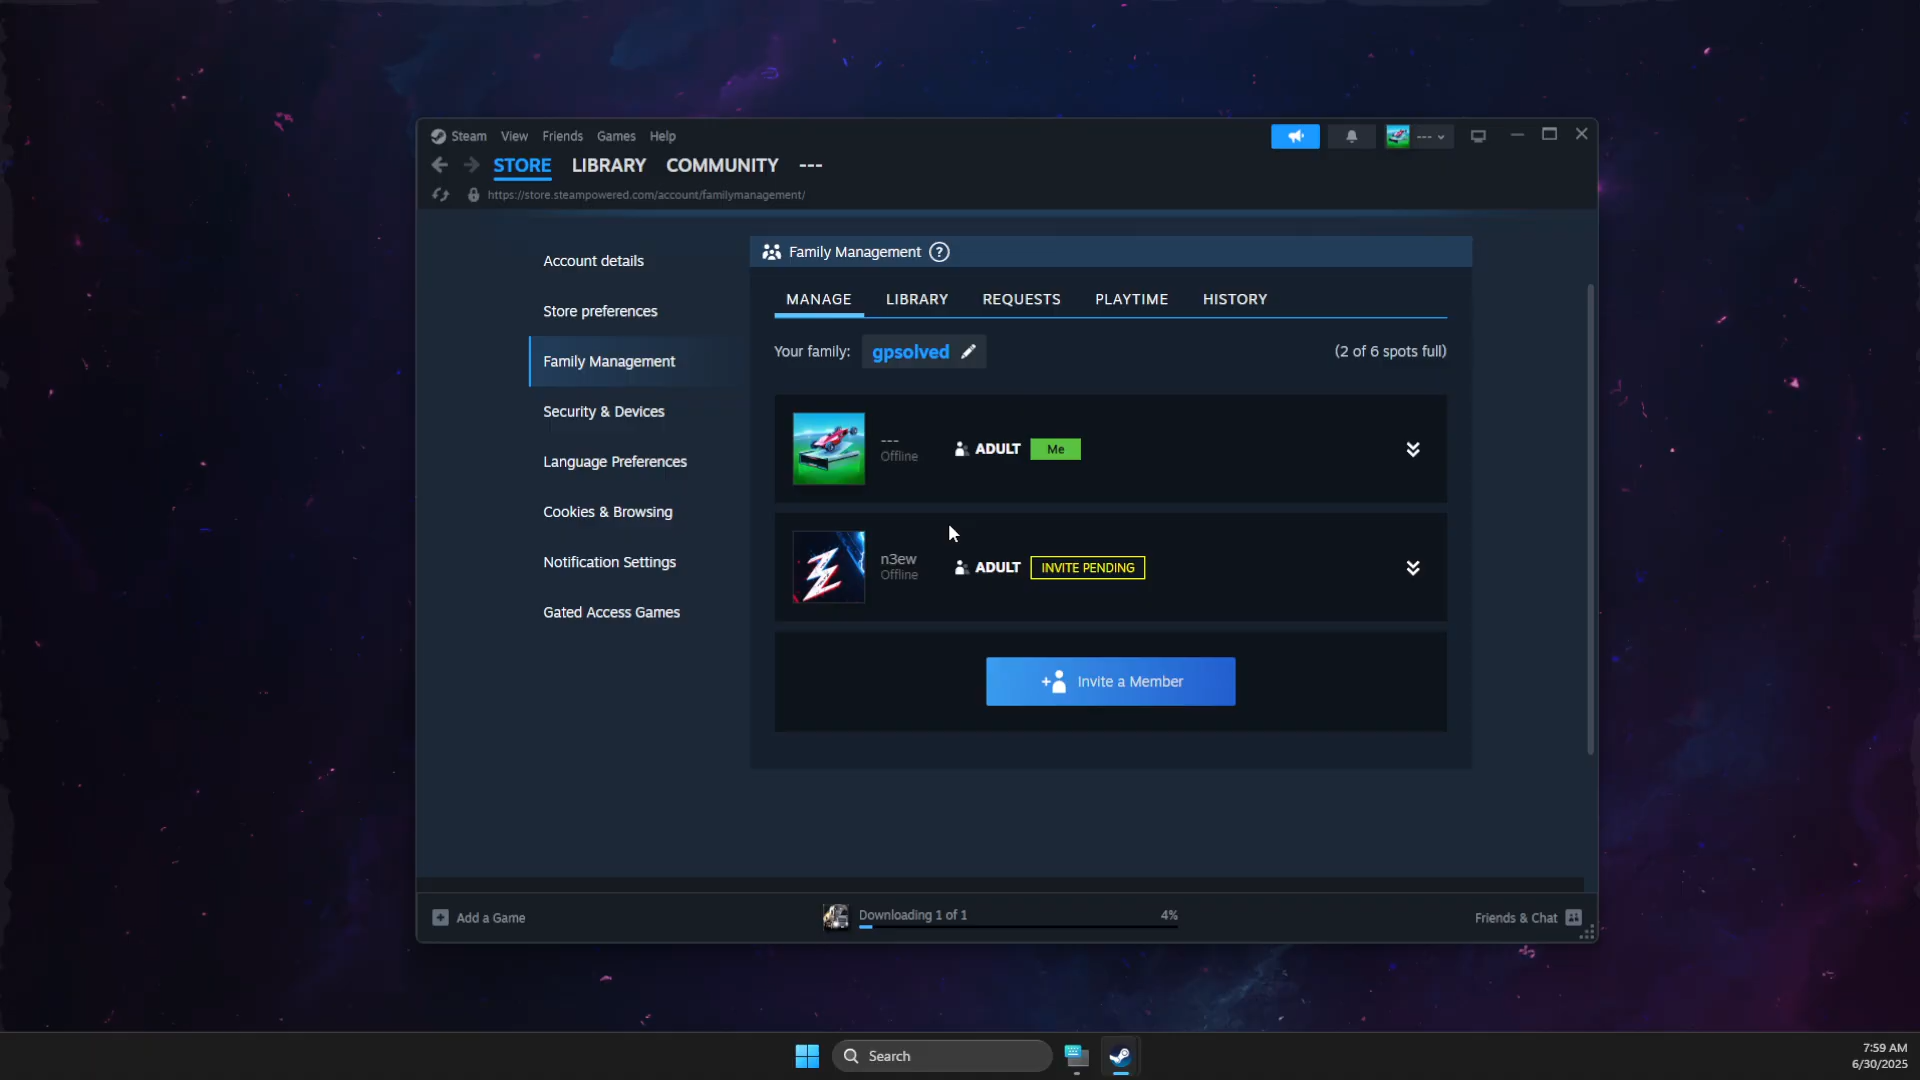 Steam View Friends Games Help
---
STORE LIBRARY COMMUNITY ---
https://store.steampowered.com/account/familymanagement/
Account details
Store preferences
Family Management
Security & Devices
Language Preferences
Cookies & Browsing
Notification Settings
Gated Access Games
Family Management ?
MANAGE LIBRARY REQUESTS PLAYTIME HISTORY
Your family: gpsolved (2 of 6 spots full)
---
Offline
ADULT Me
n3ew
Offline
ADULT INVITE PENDING
Invite a Member
Add a Game
Downloading 1 of 1 4%
Friends & Chat
Search
7:59 AM
6/30/2025